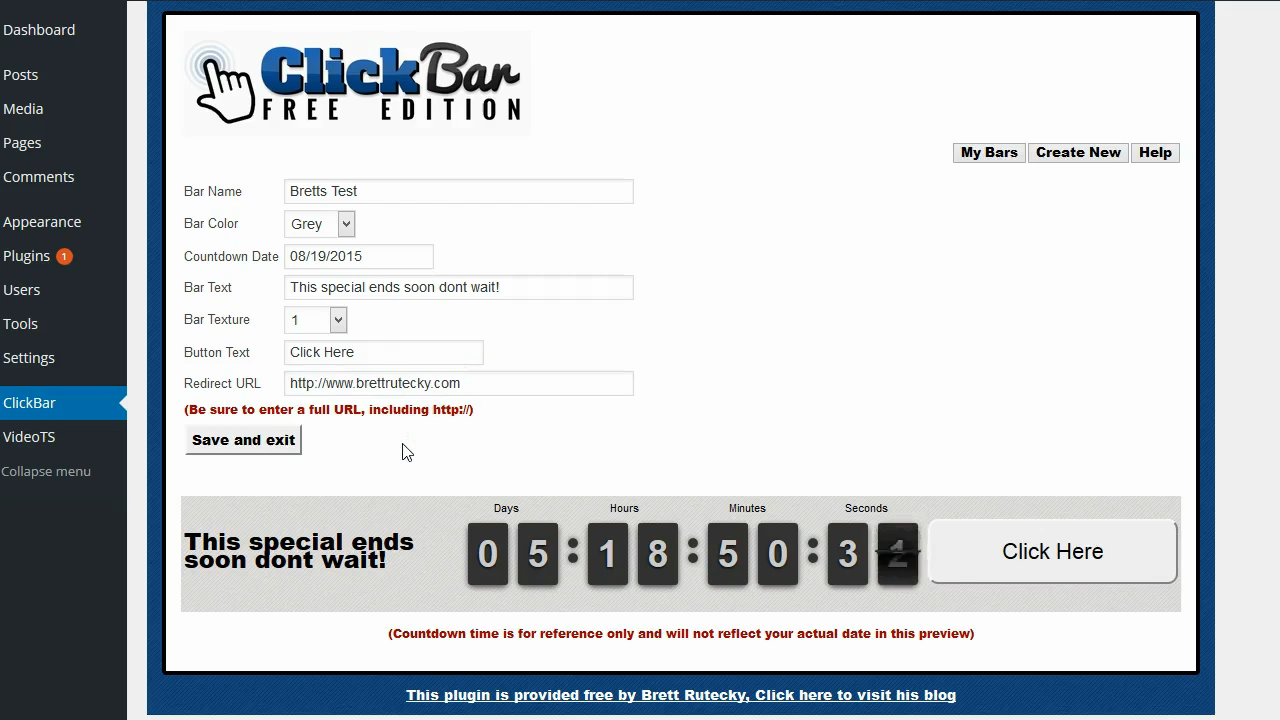 Dashboard
Posts
Media
Pages
Comments
Appearance
Plugins 1
Users
Tools
Settings
ClickBar
VideoTS
Collapse menu
ClickBar
FREE EDITION
My Bars Create New Help
Bar Name Bretts Test
Bar Color Grey
Countdown Date 08/19/2015
Bar Text This special ends soon dont wait!
Bar Texture 1
Button Text Click Here
Redirect URL http://www.brettrutecky.com
(Be sure to enter a full URL, including http://)
Save and exit
Days Hours Minutes Seconds
This special ends
soon dont wait!
0 5 : 1 8 : 5 0 : 3
Click Here
(Countdown time is for reference only and will not reflect your actual date in this preview)
This plugin is provided free by Brett Rutecky, Click here to visit his blog